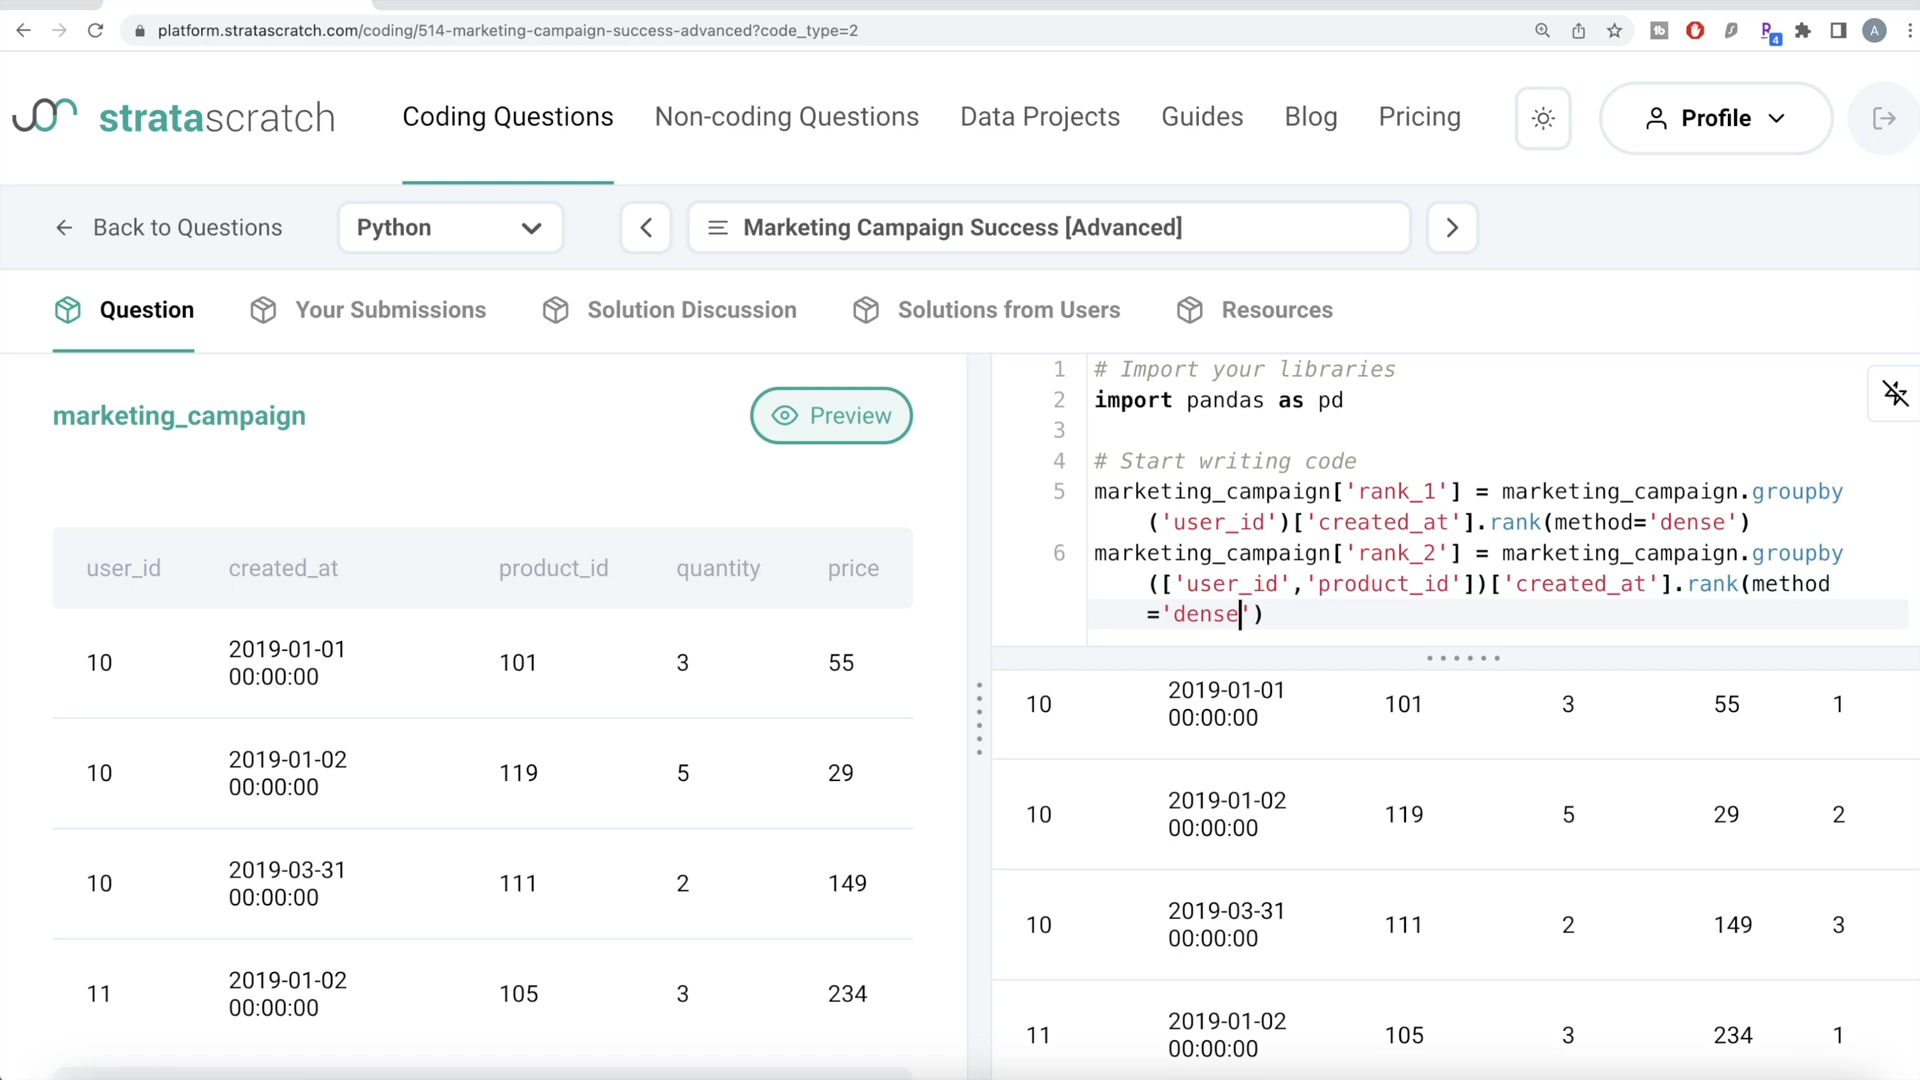 platform.stratascratch.com/coding/514-marketing-campaign-success-advanced?code_type=2
tb
4
A
stratascratch
Coding Questions
Non-coding Questions
Data Projects
Guides
Blog
Pricing
Profile
Back to Questions
Python
Marketing Campaign Success [Advanced]
Question
Your Submissions
Solution Discussion
Solutions from Users
Resources
marketing_campaign
Preview
user_id created_at product_id quantity price
10 2019-01-01 00:00:00 101 3 55
10 2019-01-02 00:00:00 119 5 29
10 2019-03-31 00:00:00 111 2 149
11 2019-01-02 00:00:00 105 3 234
1 # Import your libraries
2 import pandas as pd
3
4 # Start writing code
5 marketing_campaign['rank_1'] = marketing_campaign.groupby
('user_id')['created_at'].rank(method='dense')
6 marketing_campaign['rank_2'] = marketing_campaign.groupby
(['user_id','product_id'])['created_at'].rank(method
='dense')
10 2019-01-01 00:00:00 101 3 55 1
10 2019-01-02 00:00:00 119 5 29 2
10 2019-03-31 00:00:00 111 2 149 3
11 2019-01-02 00:00:00 105 3 234 1